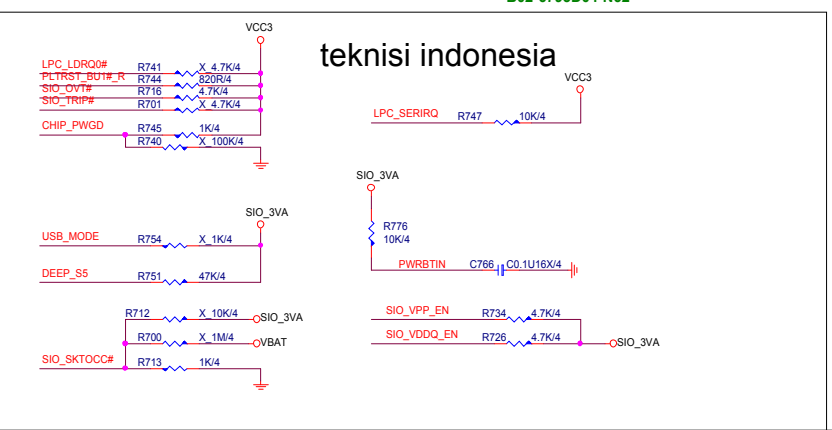 VCC3
teknisi indonesia
LPC_LDRQ0# R741 X_4.7K/4
PLTRST_BU1#_R R744 820R/4
SIO_OVT# R716 4.7K/4
SIO_TRIP# R701 X_4.7K/4
VCC3
LPC_SERIRQ R747 10K/4
CHIP_PWGD R745 1K/4
R740 X_100K/4
SIO_3VA
R776
10K/4
SIO_3VA
USB_MODE R754 X_1K/4
PWRBTIN C766 C0.1U16X/4
DEEP_S5 R751 47K/4
R712 X_10K/4 SIO_3VA
SIO_VPP_EN R734 4.7K/4
R700 X_1M/4 VBAT
SIO_VDDQ_EN R726 4.7K/4 SIO_3VA
SIO_SKTOCC# R713 1K/4